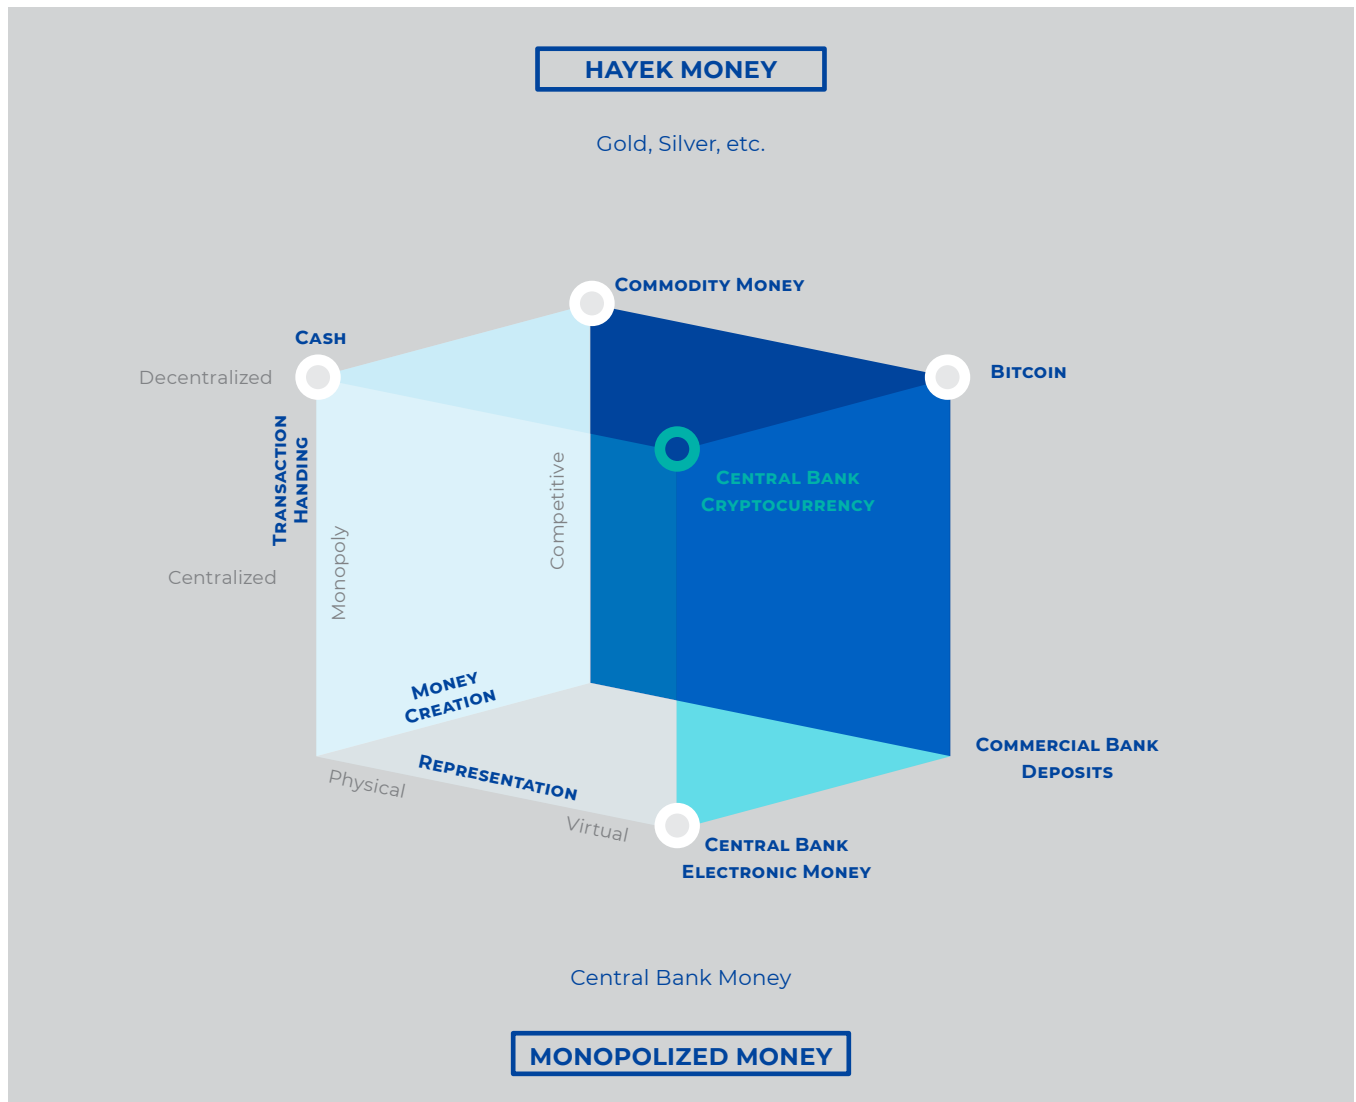 HAYEK MONEY
Gold, Silver, etc.
COMMODITY MONEY
CASH
Decentralized
BITCOIN
TRANSACTION
HANDING
Competitive
CENTRAL BANK
CRYPTOCURRENCY
Monopoly
Centralized
MONEY
CREATION
REPRESENTATION
Physical
Virtual
COMMERCIAL BANK
DEPOSITS
CENTRAL BANK
ELECTRONIC MONEY
Central Bank Money
MONOPOLIZED MONEY